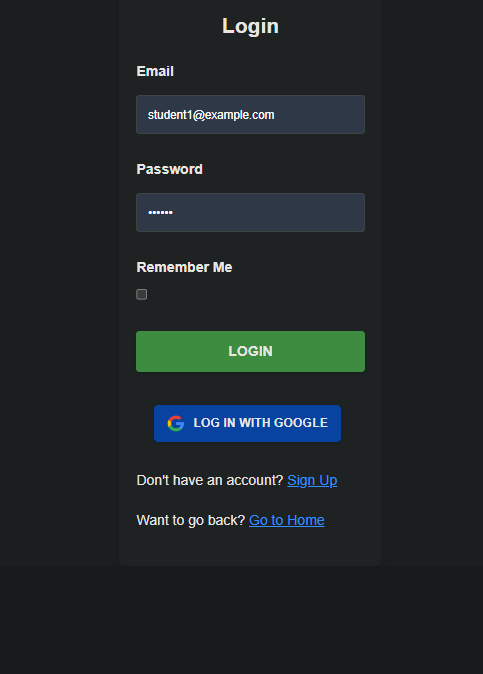 Login
Email
student1@example.com
Password
••••••
Remember Me
LOGIN
LOG IN WITH GOOGLE
Don't have an account? Sign Up
Want to go back? Go to Home